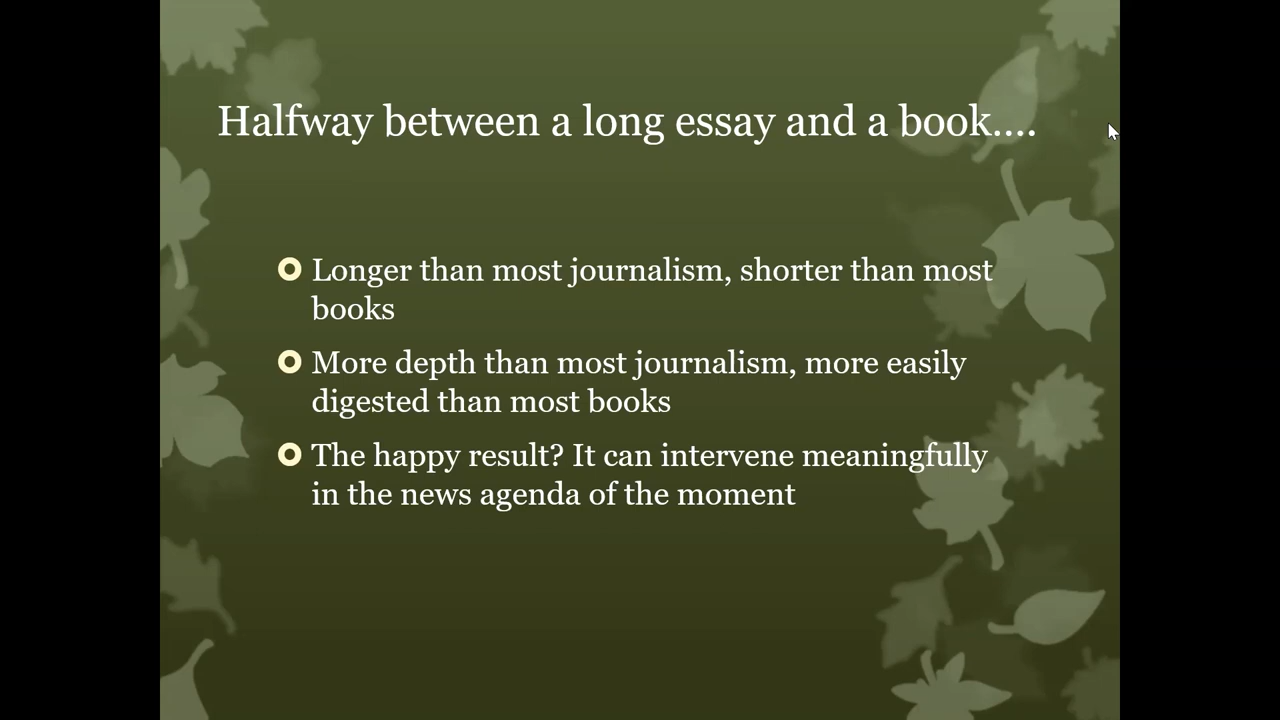 Halfway between a long essay and a book....
Longer than most journalism, shorter than most
books
More depth than most journalism, more easily
digested than most books
The happy result? It can intervene meaningfully
in the news agenda of the moment